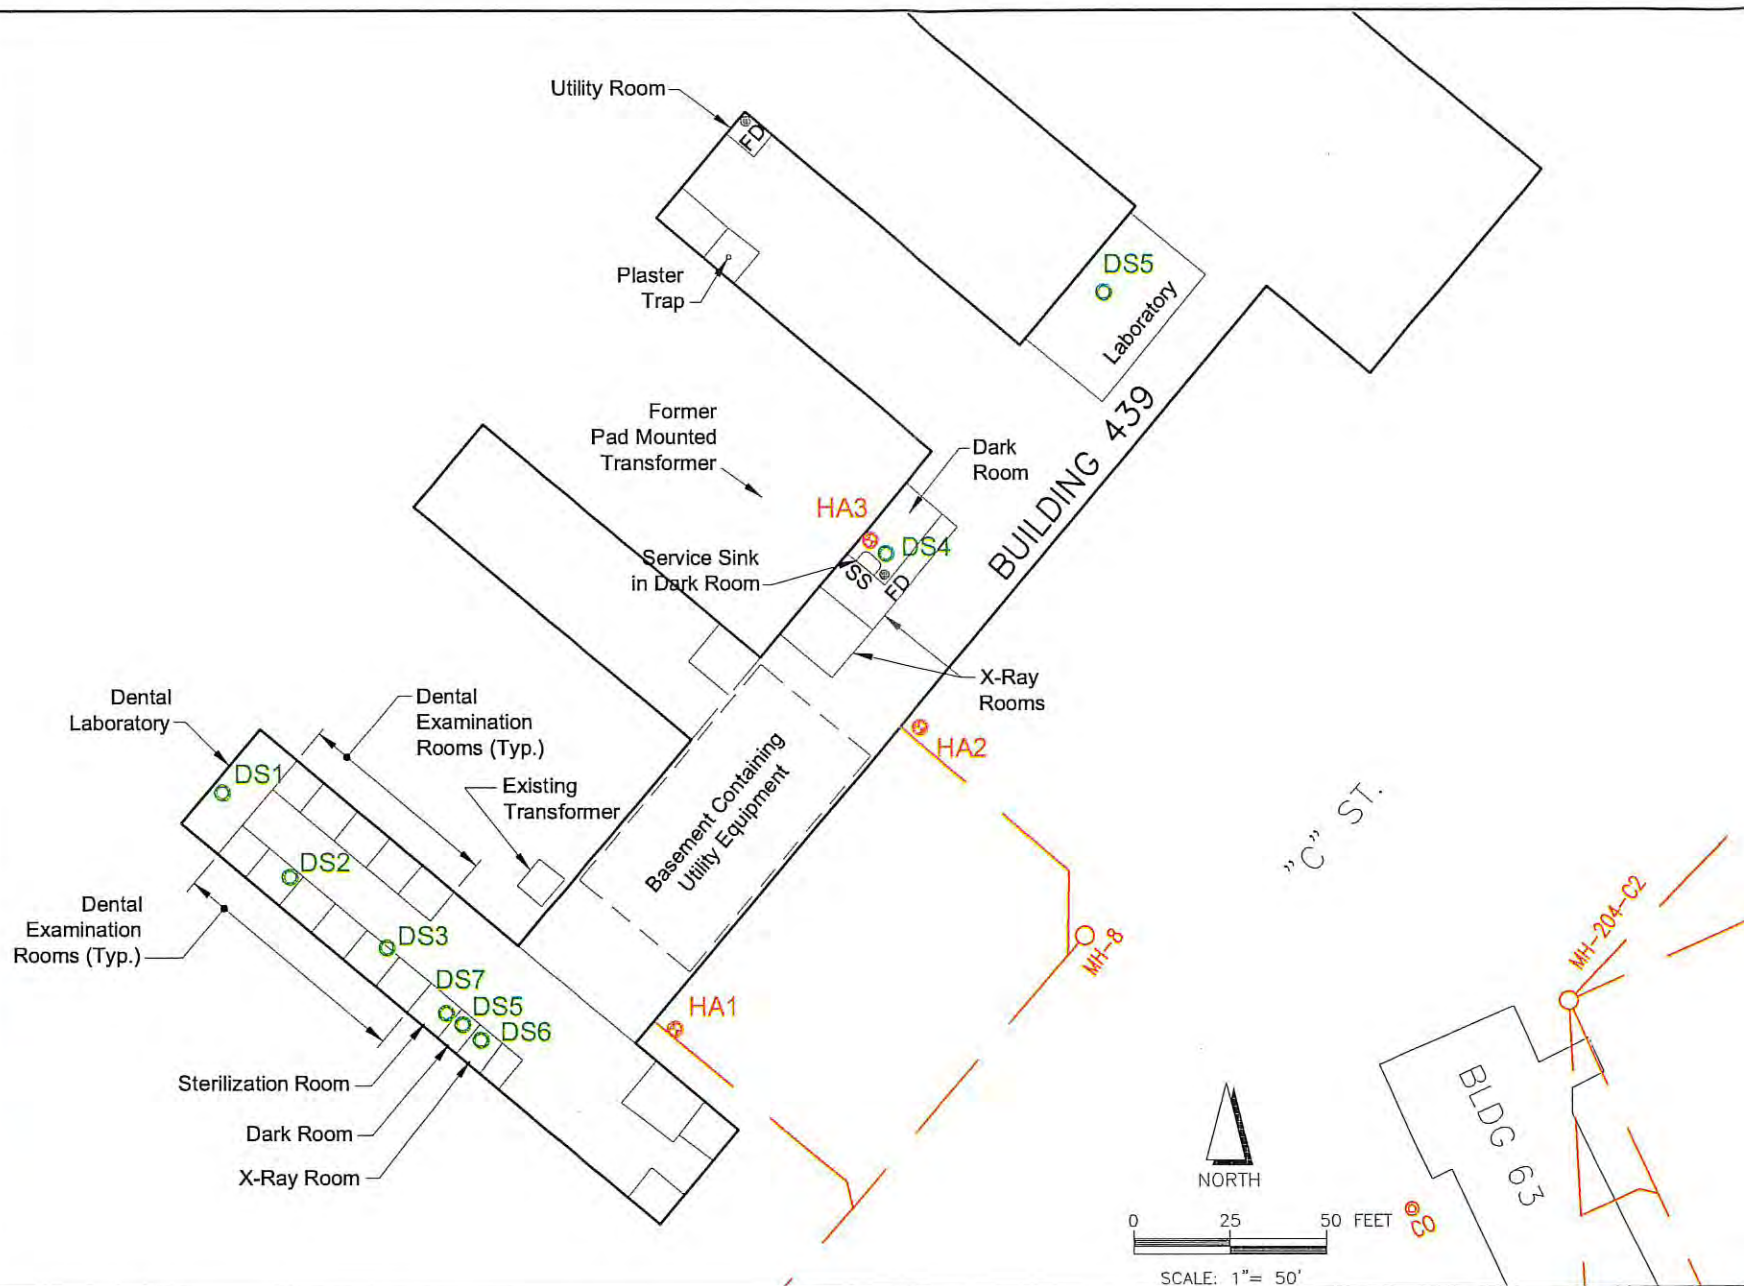 Utility Room
FD
Plaster
Trap
DS5
Laboratory
Former
Pad Mounted
Transformer
Dark
Room
BUILDING 439
HA3
DS4
Service Sink
in Dark Room
SS
FD
X-Ray
Rooms
Dental
Laboratory
Dental
Examination
Rooms (Typ.)
HA2
DS1
Existing
Transformer
Basement Containing
Utility Equipment
"C" ST.
DS2
Dental
Examination
Rooms (Typ.)
DS3
MH-8
MH-204-C2
DS7
DS5
DS6
HA1
Sterilization Room
Dark Room
X-Ray Room
BLDG 63
NORTH
0 25 50 FEET
CO
SCALE: 1"= 50'